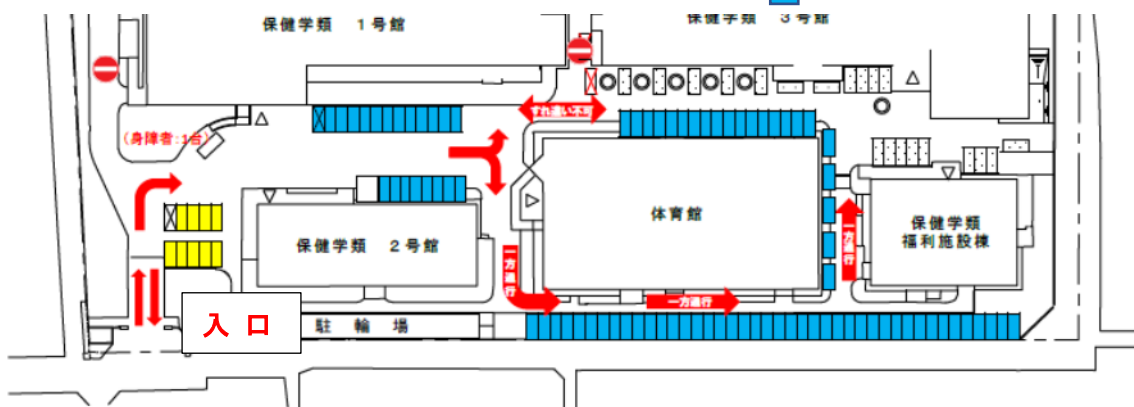 保健学類 1号館
保健学類 3号館
すれ違い不可
(身障者:1台)
体育館
保健学類
福利施設棟
保健学類 2号館
一方通行
一方通行
一方通行
入口
駐輪場